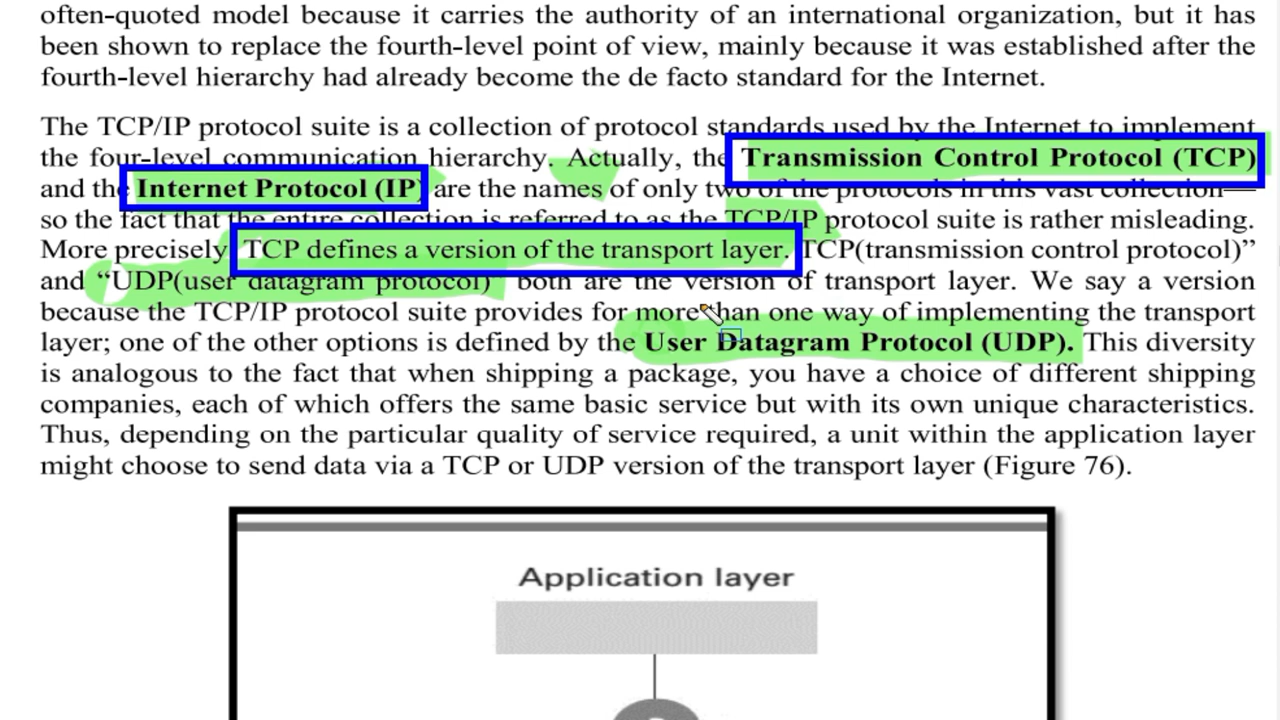 often-quoted model because it carries the authority of an international organization, but it has
been shown to replace the fourth-level point of view, mainly because it was established after the
fourth-level hierarchy had already become the de facto standard for the Internet.
The TCP/IP protocol suite is a collection of protocol standards used by the Internet to implement
the four-level communication hierarchy. Actually, the Transmission Control Protocol (TCP)
and the Internet Protocol (IP) are the names of only two of the protocols in this vast collection—
so the fact that the entire collection is referred to as the TCP/IP protocol suite is rather misleading.
More precisely, TCP defines a version of the transport layer. TCP(transmission control protocol)”
and “UDP(user datagram protocol)” both are the version of transport layer. We say a version
because the TCP/IP protocol suite provides for more than one way of implementing the transport
layer; one of the other options is defined by the User Datagram Protocol (UDP). This diversity
is analogous to the fact that when shipping a package, you have a choice of different shipping
companies, each of which offers the same basic service but with its own unique characteristics.
Thus, depending on the particular quality of service required, a unit within the application layer
might choose to send data via a TCP or UDP version of the transport layer (Figure 76).
Application layer